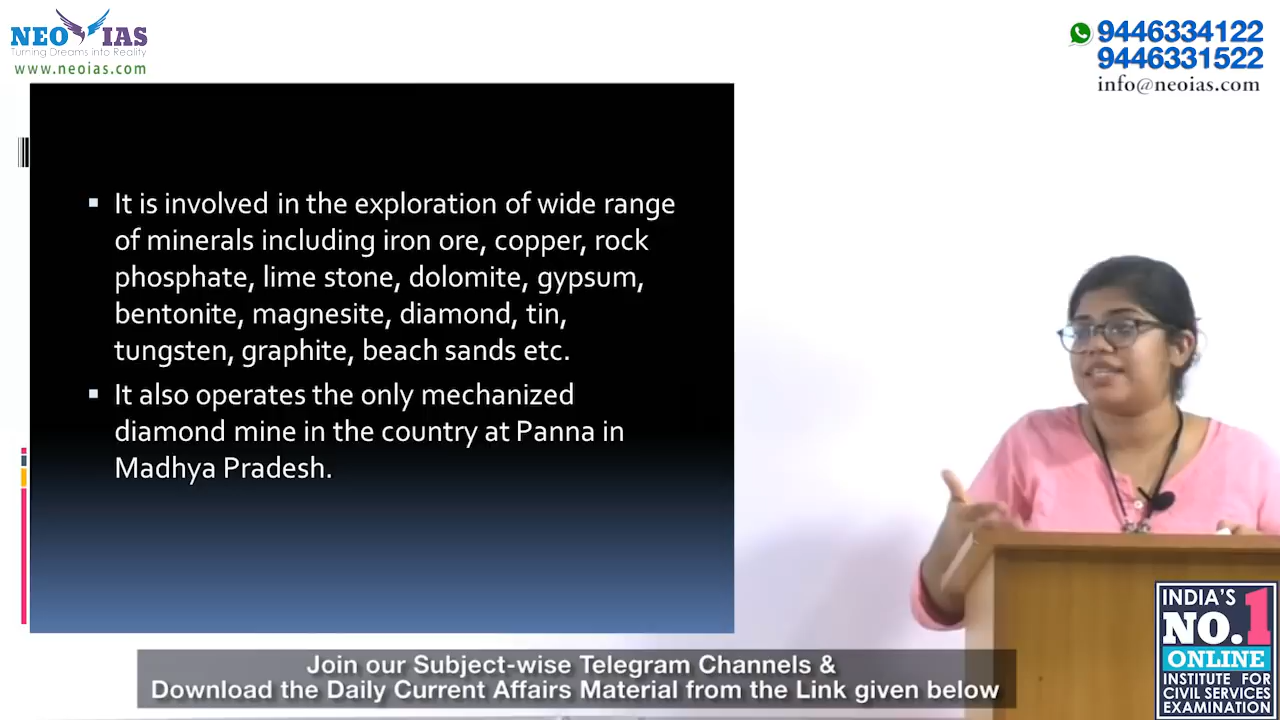 NEO IAS
Turning Dreams into Reality
www.neoias.com
9446334122
9446331522
info@neoias.com
It is involved in the exploration of wide range
of minerals including iron ore, copper, rock
phosphate, lime stone, dolomite, gypsum,
bentonite, magnesite, diamond, tin,
tungsten, graphite, beach sands etc.
It also operates the only mechanized
diamond mine in the country at Panna in
Madhya Pradesh.
INDIA'S
NO.1
ONLINE
INSTITUTE FOR
CIVIL SERVICES
EXAMINATION
Join our Subject-wise Telegram Channels &
Download the Daily Current Affairs Material from the Link given below